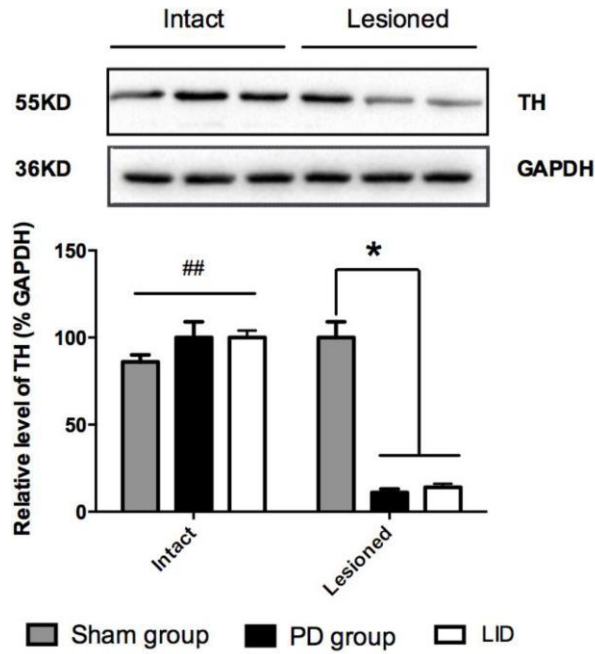 Intact Lesioned
55KD TH
36KD GAPDH
Relative level of TH (% GAPDH)
150
100
50
0
##
*
Intact
Lesioned
Sham group PD group LID